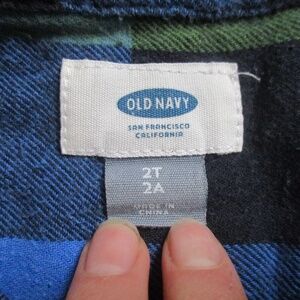 OLD NAVY
SAN FRANCISCO
CALIFORNIA
2T
2A
MADE IN
CHINA